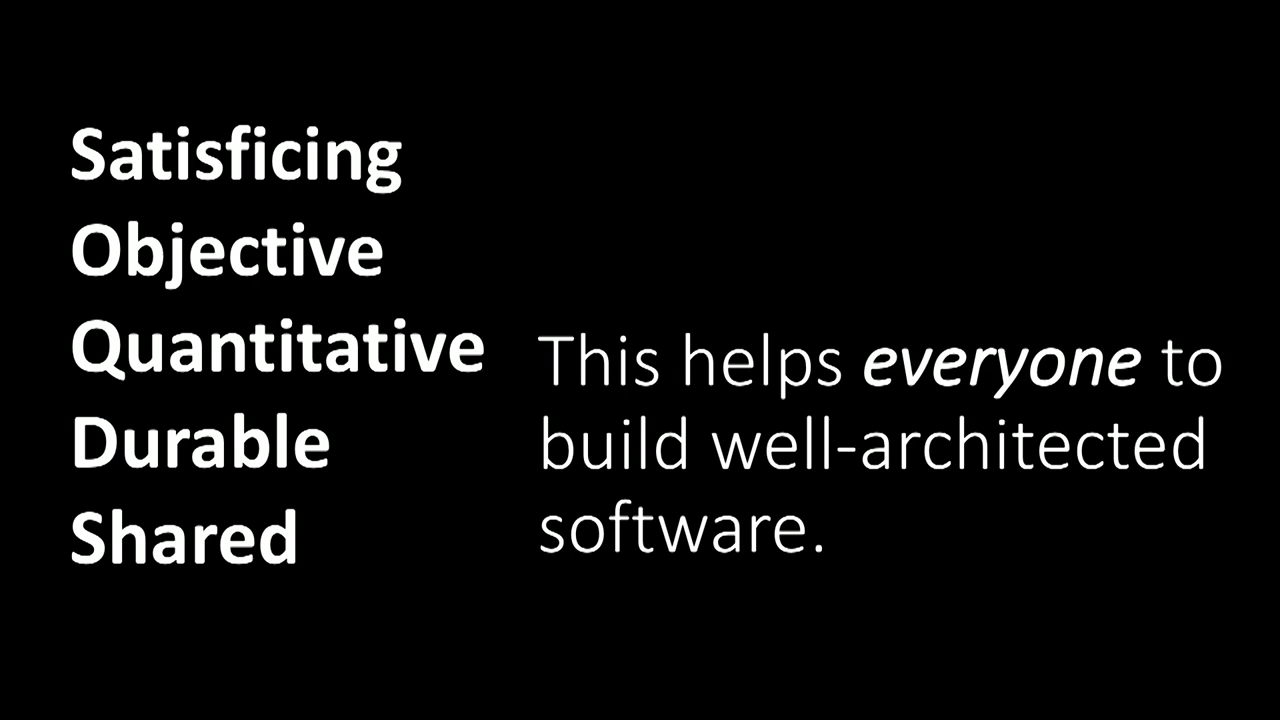 Satisficing
Objective
Quantitative
Durable
Shared
This helps everyone to
build well-architected
software.